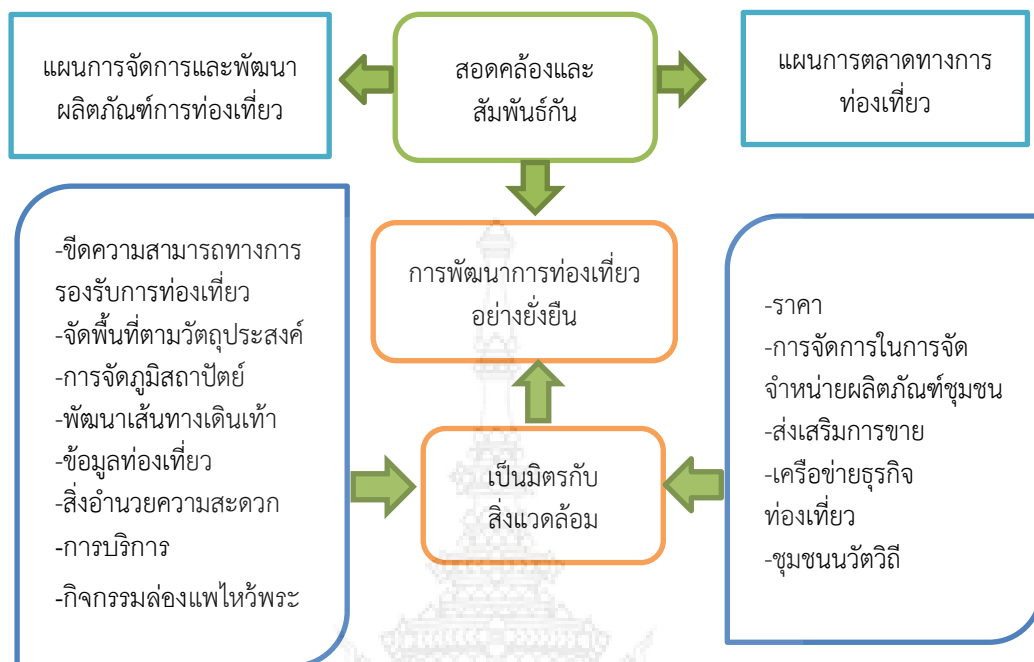 แผนการจัดการและพัฒนา
ผลิตภัณฑ์การท่องเที่ยว
สอดคล้องและ
สัมพันธ์กัน
แผนการตลาดทางการ
ท่องเที่ยว
-ขีดความสามารถทางการ
รองรับการท่องเที่ยว
-จัดพื้นที่ตามวัตถุประสงค์
-การจัดภูมิสถาปัตย์
-พัฒนาเส้นทางเดินเท้า
-ข้อมูลท่องเที่ยว
-สิ่งอำนวยความสะดวก
-การบริการ
-กิจกรรมล่องแพไหว้พระ
การพัฒนาการท่องเที่ยว
อย่างยั่งยืน
เป็นมิตรกับ
สิ่งแวดล้อม
-ราคา
-การจัดการในการจัด
จำหน่ายผลิตภัณฑ์ชุมชน
-ส่งเสริมการขาย
-เครือข่ายธุรกิจ
ท่องเที่ยว
-ชุมชนนวัตวิถี